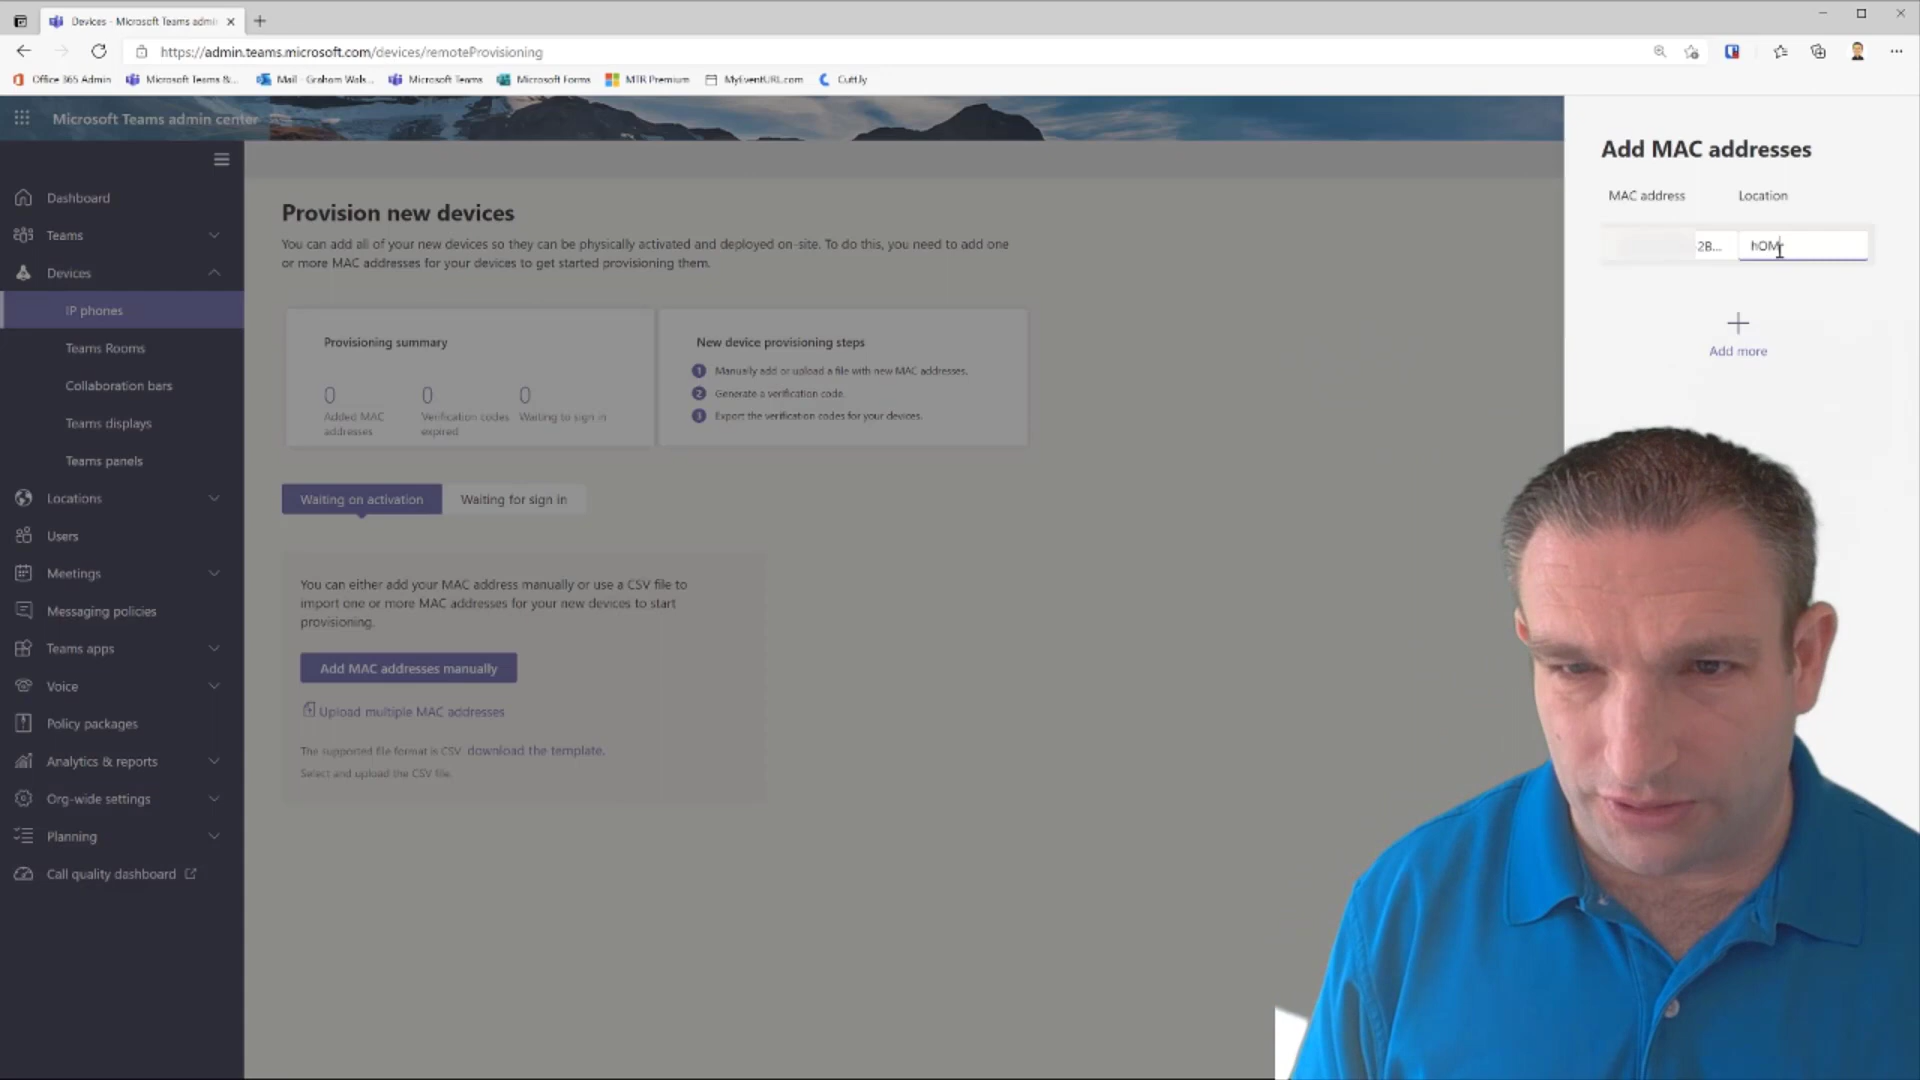 Devices - Microsoft Teams admi
https://admin.teams.microsoft.com/devices/remoteProvisioning
Office 365 Admin
Microsoft Teams &...
Mail - Graham Wals...
Microsoft Teams
Microsoft Forms
MTR Premium
MyEventURL.com
Cutt.ly
Microsoft Teams admin center
Dashboard
Teams
Devices
IP phones
Teams Rooms
Collaboration bars
Teams displays
Teams panels
Locations
Users
Meetings
Messaging policies
Teams apps
Voice
Policy packages
Analytics & reports
Org-wide settings
Planning
Call quality dashboard
Provision new devices
You can add all of your new devices so they can be physically activated and deployed on-site. To do this, you need to add one
or more MAC addresses for your devices to get started provisioning them.
Provisioning summary
0
0
0
Added MAC
addresses
Verification codes
expired
Waiting to sign in
New device provisioning steps
1 Manually add or upload a file with new MAC addresses.
2 Generate a verification code.
3 Export the verification codes for your devices.
Waiting on activation
Waiting for sign in
You can either add your MAC address manually or use a CSV file to
import one or more MAC addresses for your new devices to start
provisioning.
Add MAC addresses manually
Upload multiple MAC addresses
The supported file format is CSV download the template.
Select and upload the CSV file.
Add MAC addresses
MAC address
Location
2B...
hOM
Add more